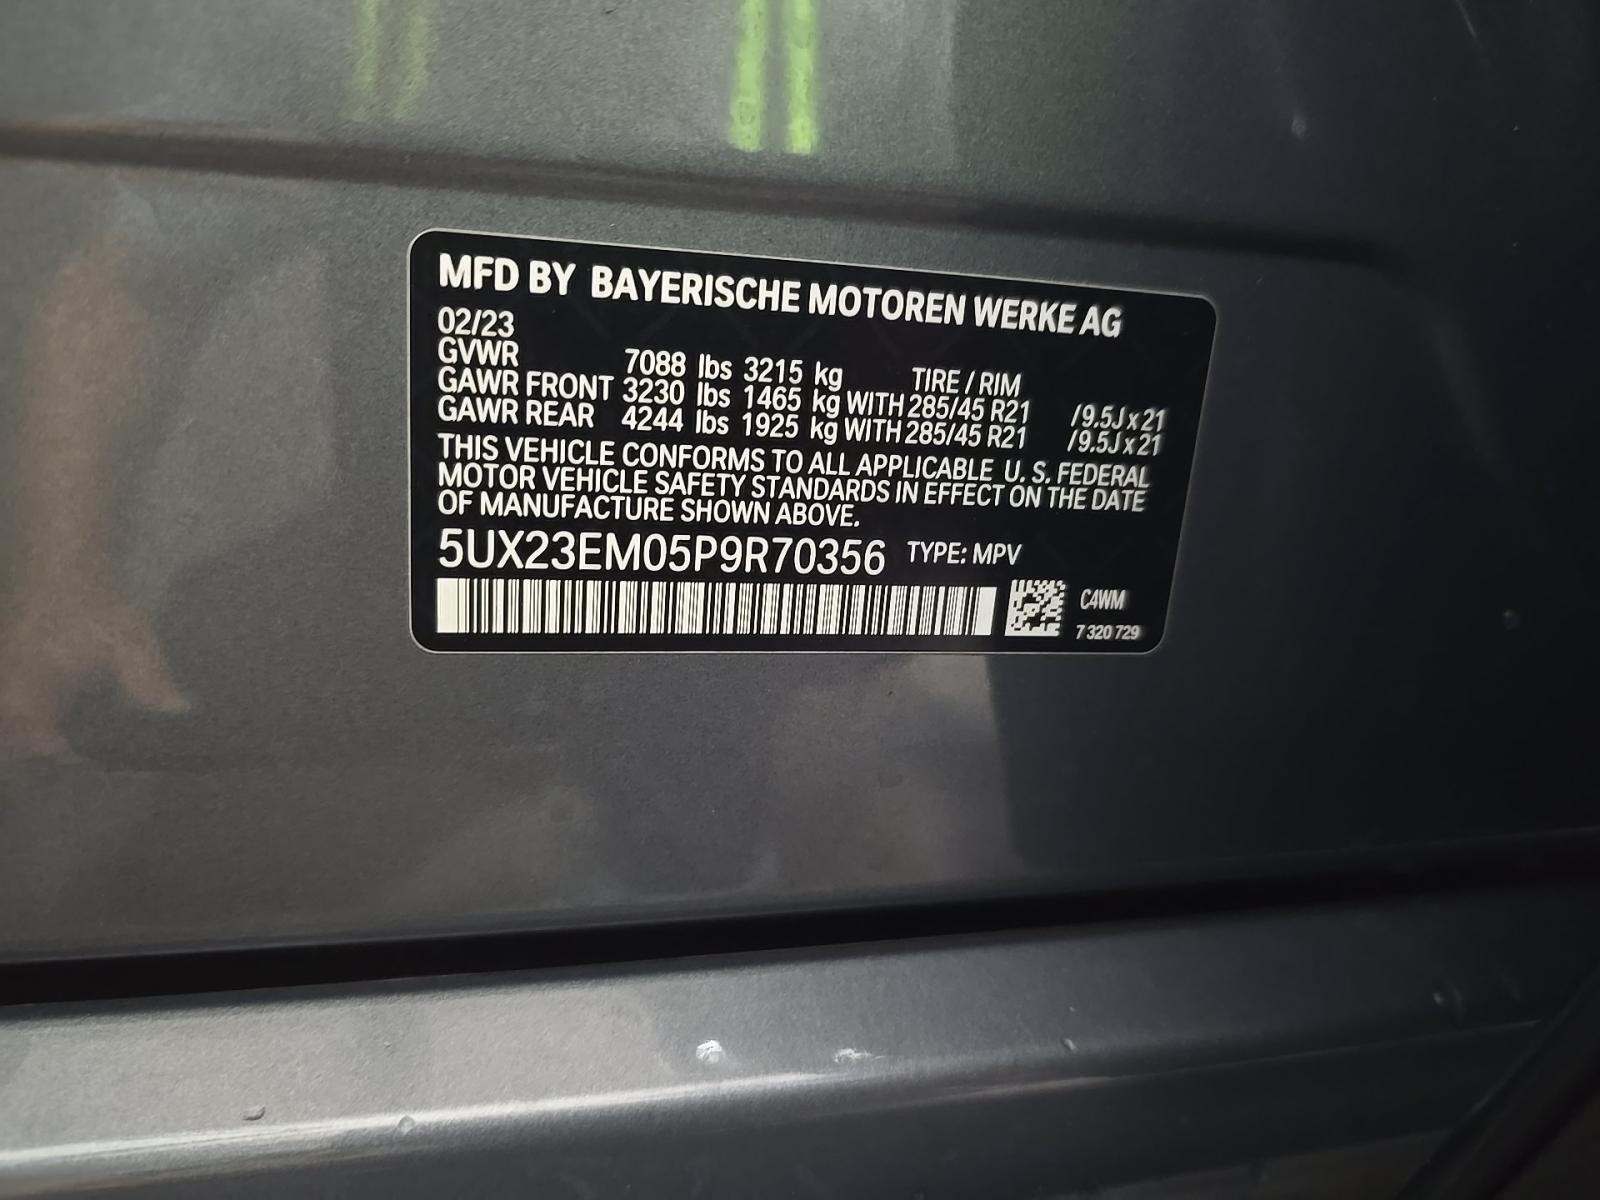 MFD BY BAYERISCHE MOTOREN WERKE AG
02/23
GVWR 7088 lbs 3215 kg TIRE / RIM
GAWR FRONT 3230 lbs 1465 kg WITH 285/45 R21 /9.5J x 21
GAWR REAR 4244 lbs 1925 kg WITH 285/45 R21 /9.5J x 21
THIS VEHICLE CONFORMS TO ALL APPLICABLE U. S. FEDERAL
MOTOR VEHICLE SAFETY STANDARDS IN EFFECT ON THE DATE
OF MANUFACTURE SHOWN ABOVE.
5UX23EM05P9R70356 TYPE: MPV
C4WM
7 320 729